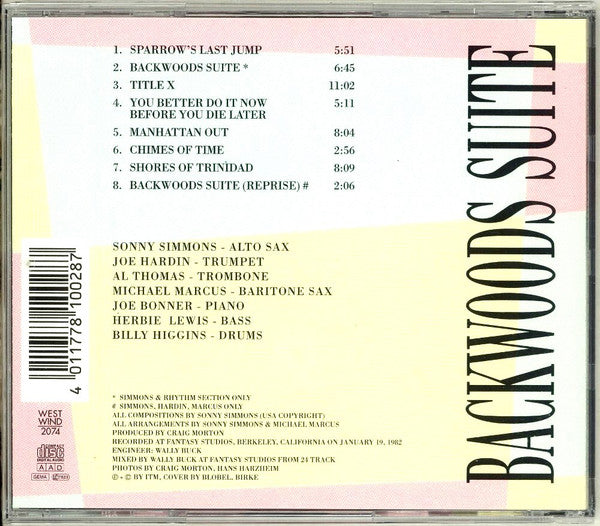 1. SPARROW'S LAST JUMP 5:51
2. BACKWOODS SUITE * 6:45
3. TITLE X 11:02
4. YOU BETTER DO IT NOW 5:11
BEFORE YOU DIE LATER
5. MANHATTAN OUT 8:04
6. CHIMES OF TIME 2:56
7. SHORES OF TRINIDAD 8:09
8. BACKWOODS SUITE (REPRISE) # 2:06
BACKWOODS SUITE
SONNY SIMMONS - ALTO SAX
JOE HARDIN - TRUMPET
AL THOMAS - TROMBONE
MICHAEL MARCUS - BARITONE SAX
JOE BONNER - PIANO
HERBIE LEWIS - BASS
BILLY HIGGINS - DRUMS
4 011778 100287
* SIMMONS & RHYTHM SECTION ONLY
# SIMMONS, HARDIN, MARCUS ONLY
ALL COMPOSITIONS BY SONNY SIMMONS (USA COPYRIGHT)
ALL ARRANGEMENTS BY SONNY SIMMONS & MICHAEL MARCUS
PRODUCED BY CRAIG MORTON
RECORDED AT FANTASY STUDIOS, BERKELEY, CALIFORNIA ON JANUARY 19, 1982
ENGINEER: WALLY BUCK
MIXED BY WALLY BUCK AT FANTASY STUDIOS FROM 24 TRACK
PHOTOS BY CRAIG MORTON, HANS HARZHEIM
℗ + © BY ITM, COVER BY BLOBEL, BIRKE
WEST
WIND
2074
COMPACT
disc
DIGITAL AUDIO
A A D
GEMA